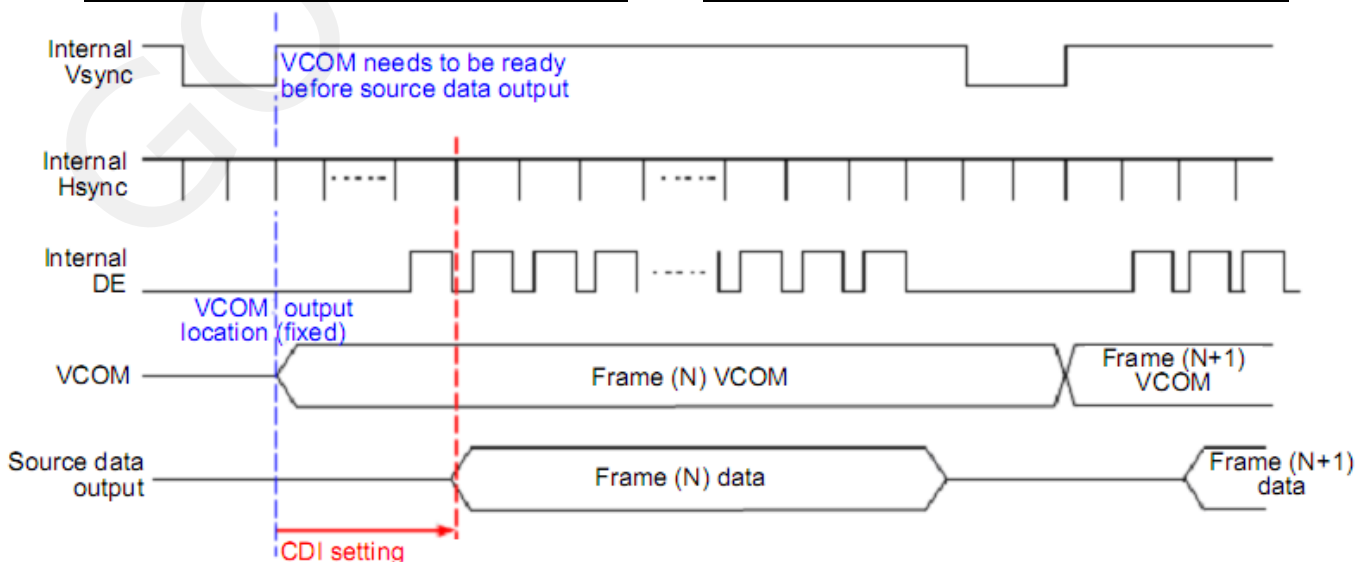 Internal
Vsync
VCOM needs to be ready
before source data output
Internal
Hsync
Internal
DE
VCOM output
location (fixed)
VCOM
Frame (N) VCOM
Frame (N+1)
VCOM
Source data
output
Frame (N) data
Frame (N+1)
data
CDI setting